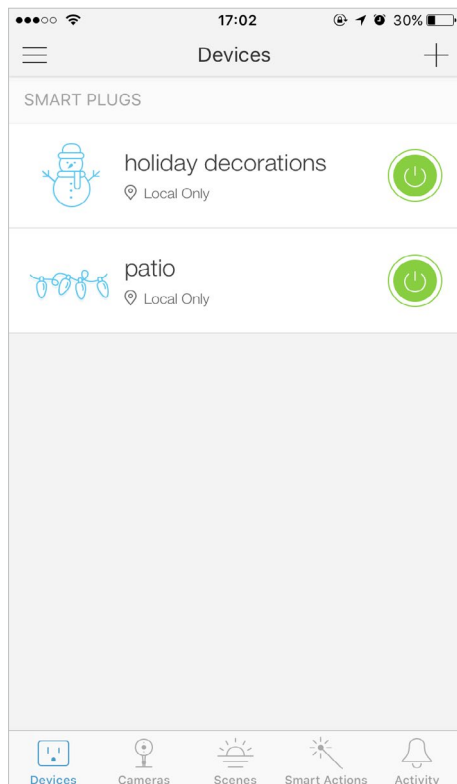 17:02 30%
Devices
SMART PLUGS
holiday decorations
Local Only
patio
Local Only
Devices Cameras Scenes Smart Actions Activity